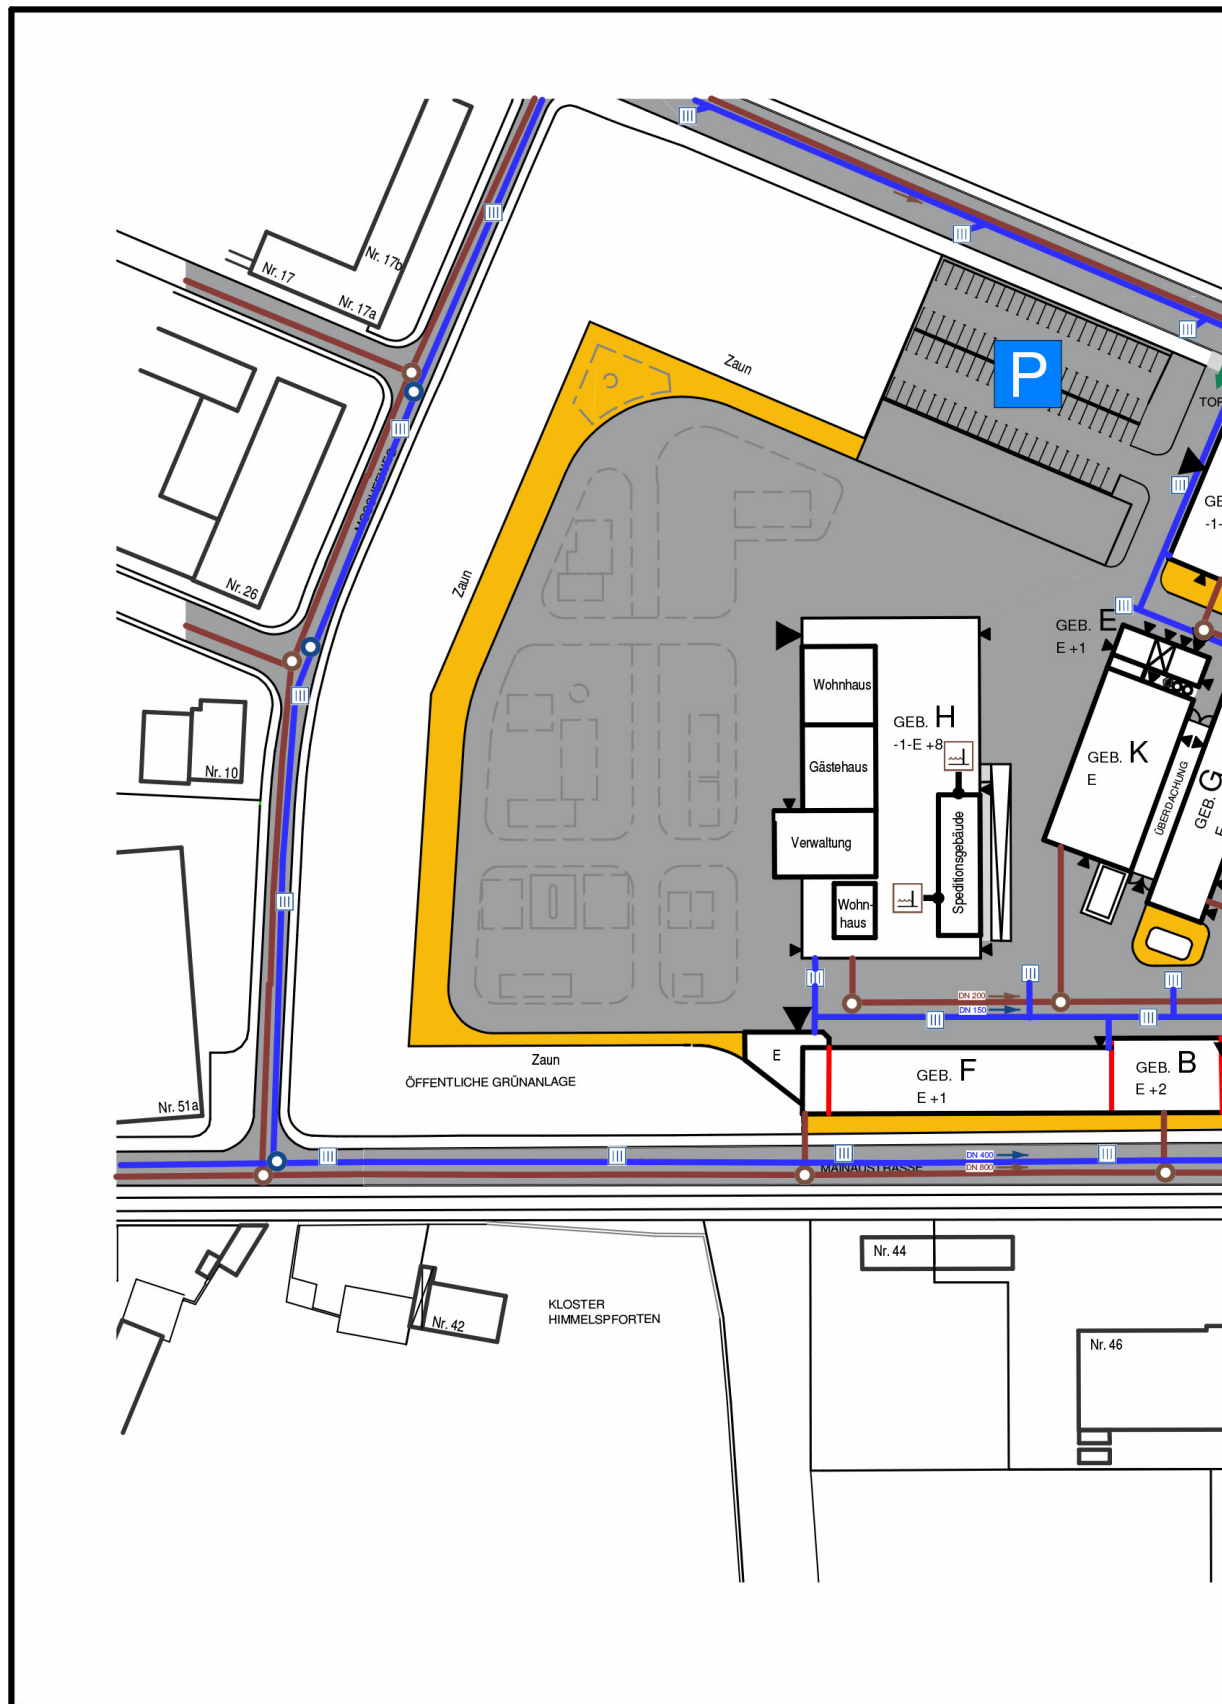 Nr. 17b
Nr. 17
Nr. 17a
Zaun
P
Nr. 26
Zaun
GEB. E
E +1
Wohnhaus
GEB. H
-1-E +8
Gästehaus
GEB. K
E
Nr. 10
ÜBERDACHUNG
GEB. G
Verwaltung
Speditionsgebäude
Wohn-
haus
DN 200
DN 150
Zaun
ÖFFENTLICHE GRÜNANLAGE
E
GEB. F
E +1
GEB. B
E +2
Nr. 51a
DN 400
DN 800
MAINAUSTRASSE
Nr. 44
KLOSTER
HIMMELSPFORTEN
Nr. 42
Nr. 46